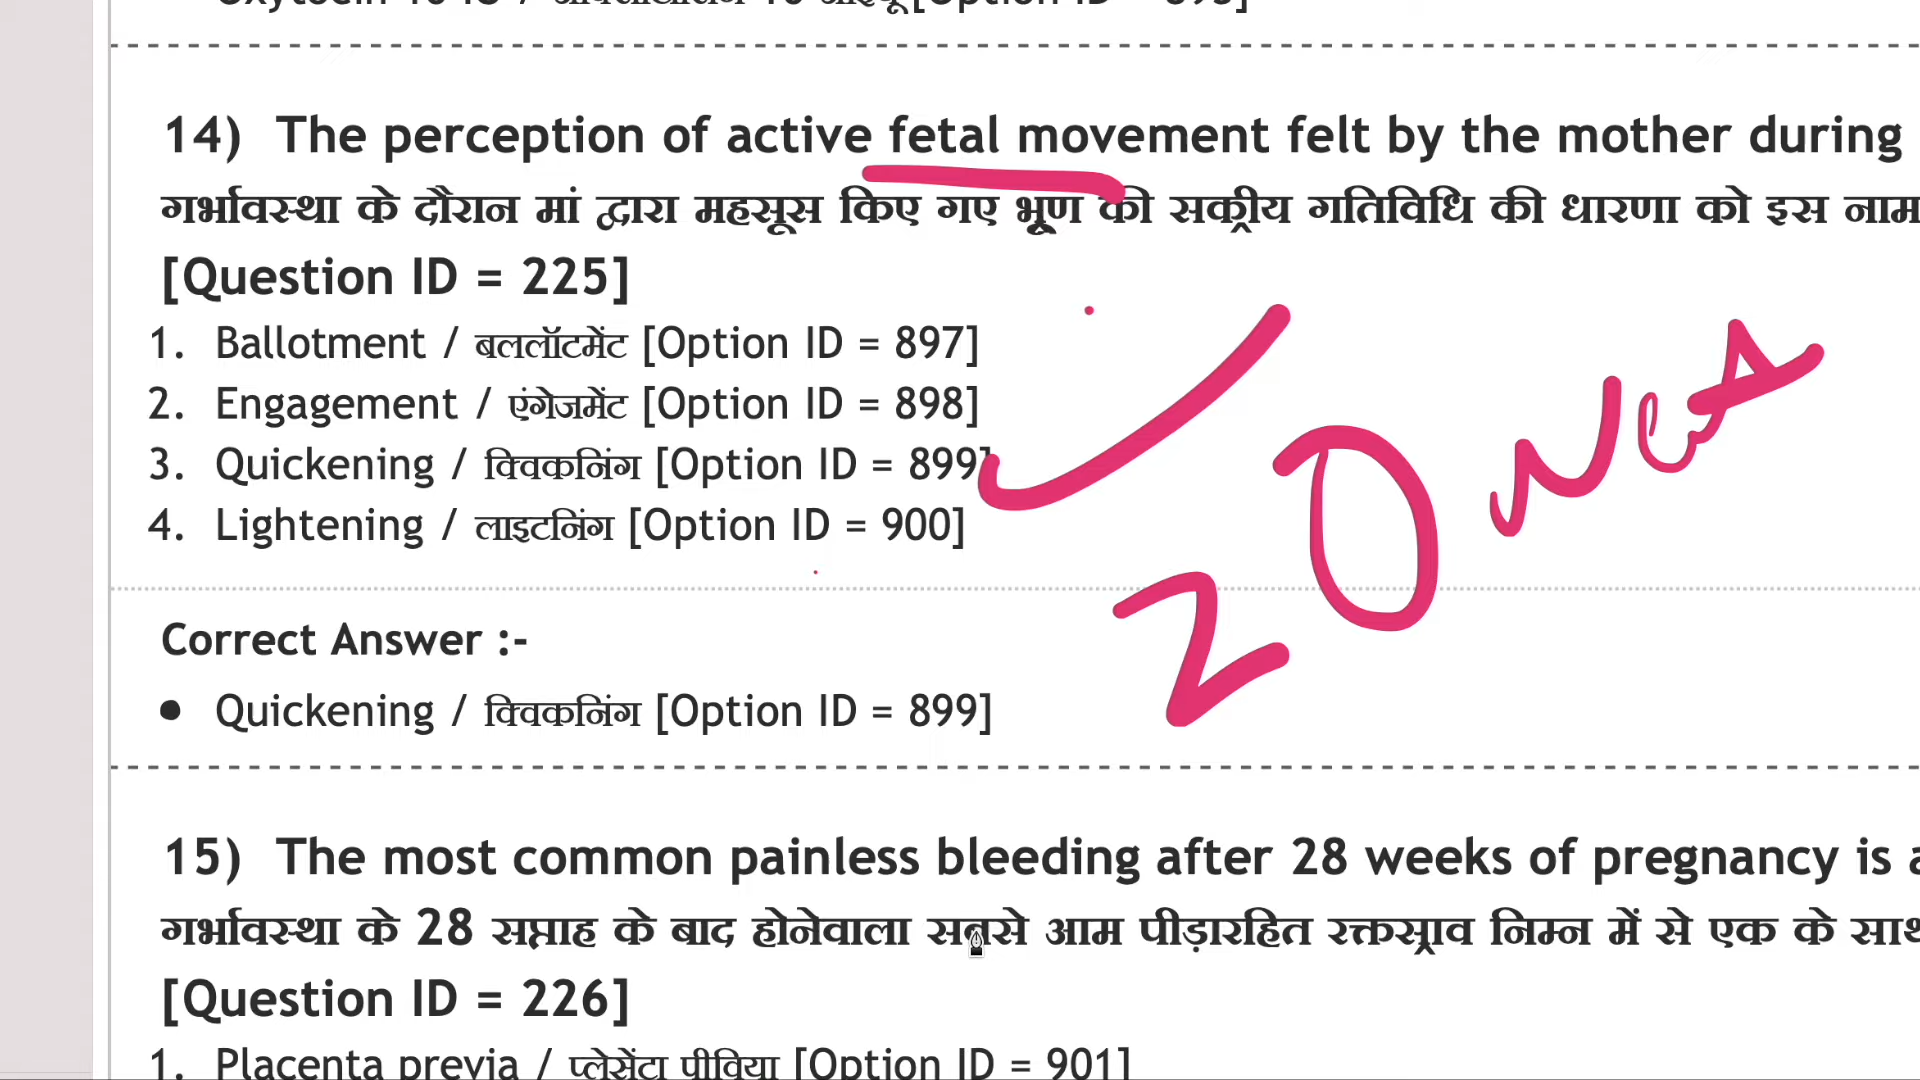 14) The perception of active fetal movement felt by the mother during
गर्भावस्था के दौरान मां द्वारा महसूस किए गए भ्रूण की सक्रीय गतिविधि की धारणा को इस नाम
[Question ID = 225]
1. Ballotment / बललॉटमेंट [Option ID = 897]
2. Engagement / एंगेजमेंट [Option ID = 898]
3. Quickening / क्विकनिंग [Option ID = 899]
4. Lightening / लाइटनिंग [Option ID = 900]
20
Correct Answer :-
● Quickening / क्विकनिंग [Option ID = 899]
15) The most common painless bleeding after 28 weeks of pregnancy is a
गर्भावस्था के 28 सप्ताह के बाद होनेवाला सबसे आम पीड़ारहित रक्तस्राव निम्न में से एक के
[Question ID = 226]
1. Placenta previa / प्लेसेंटा प्रीविया [Option ID = 901]